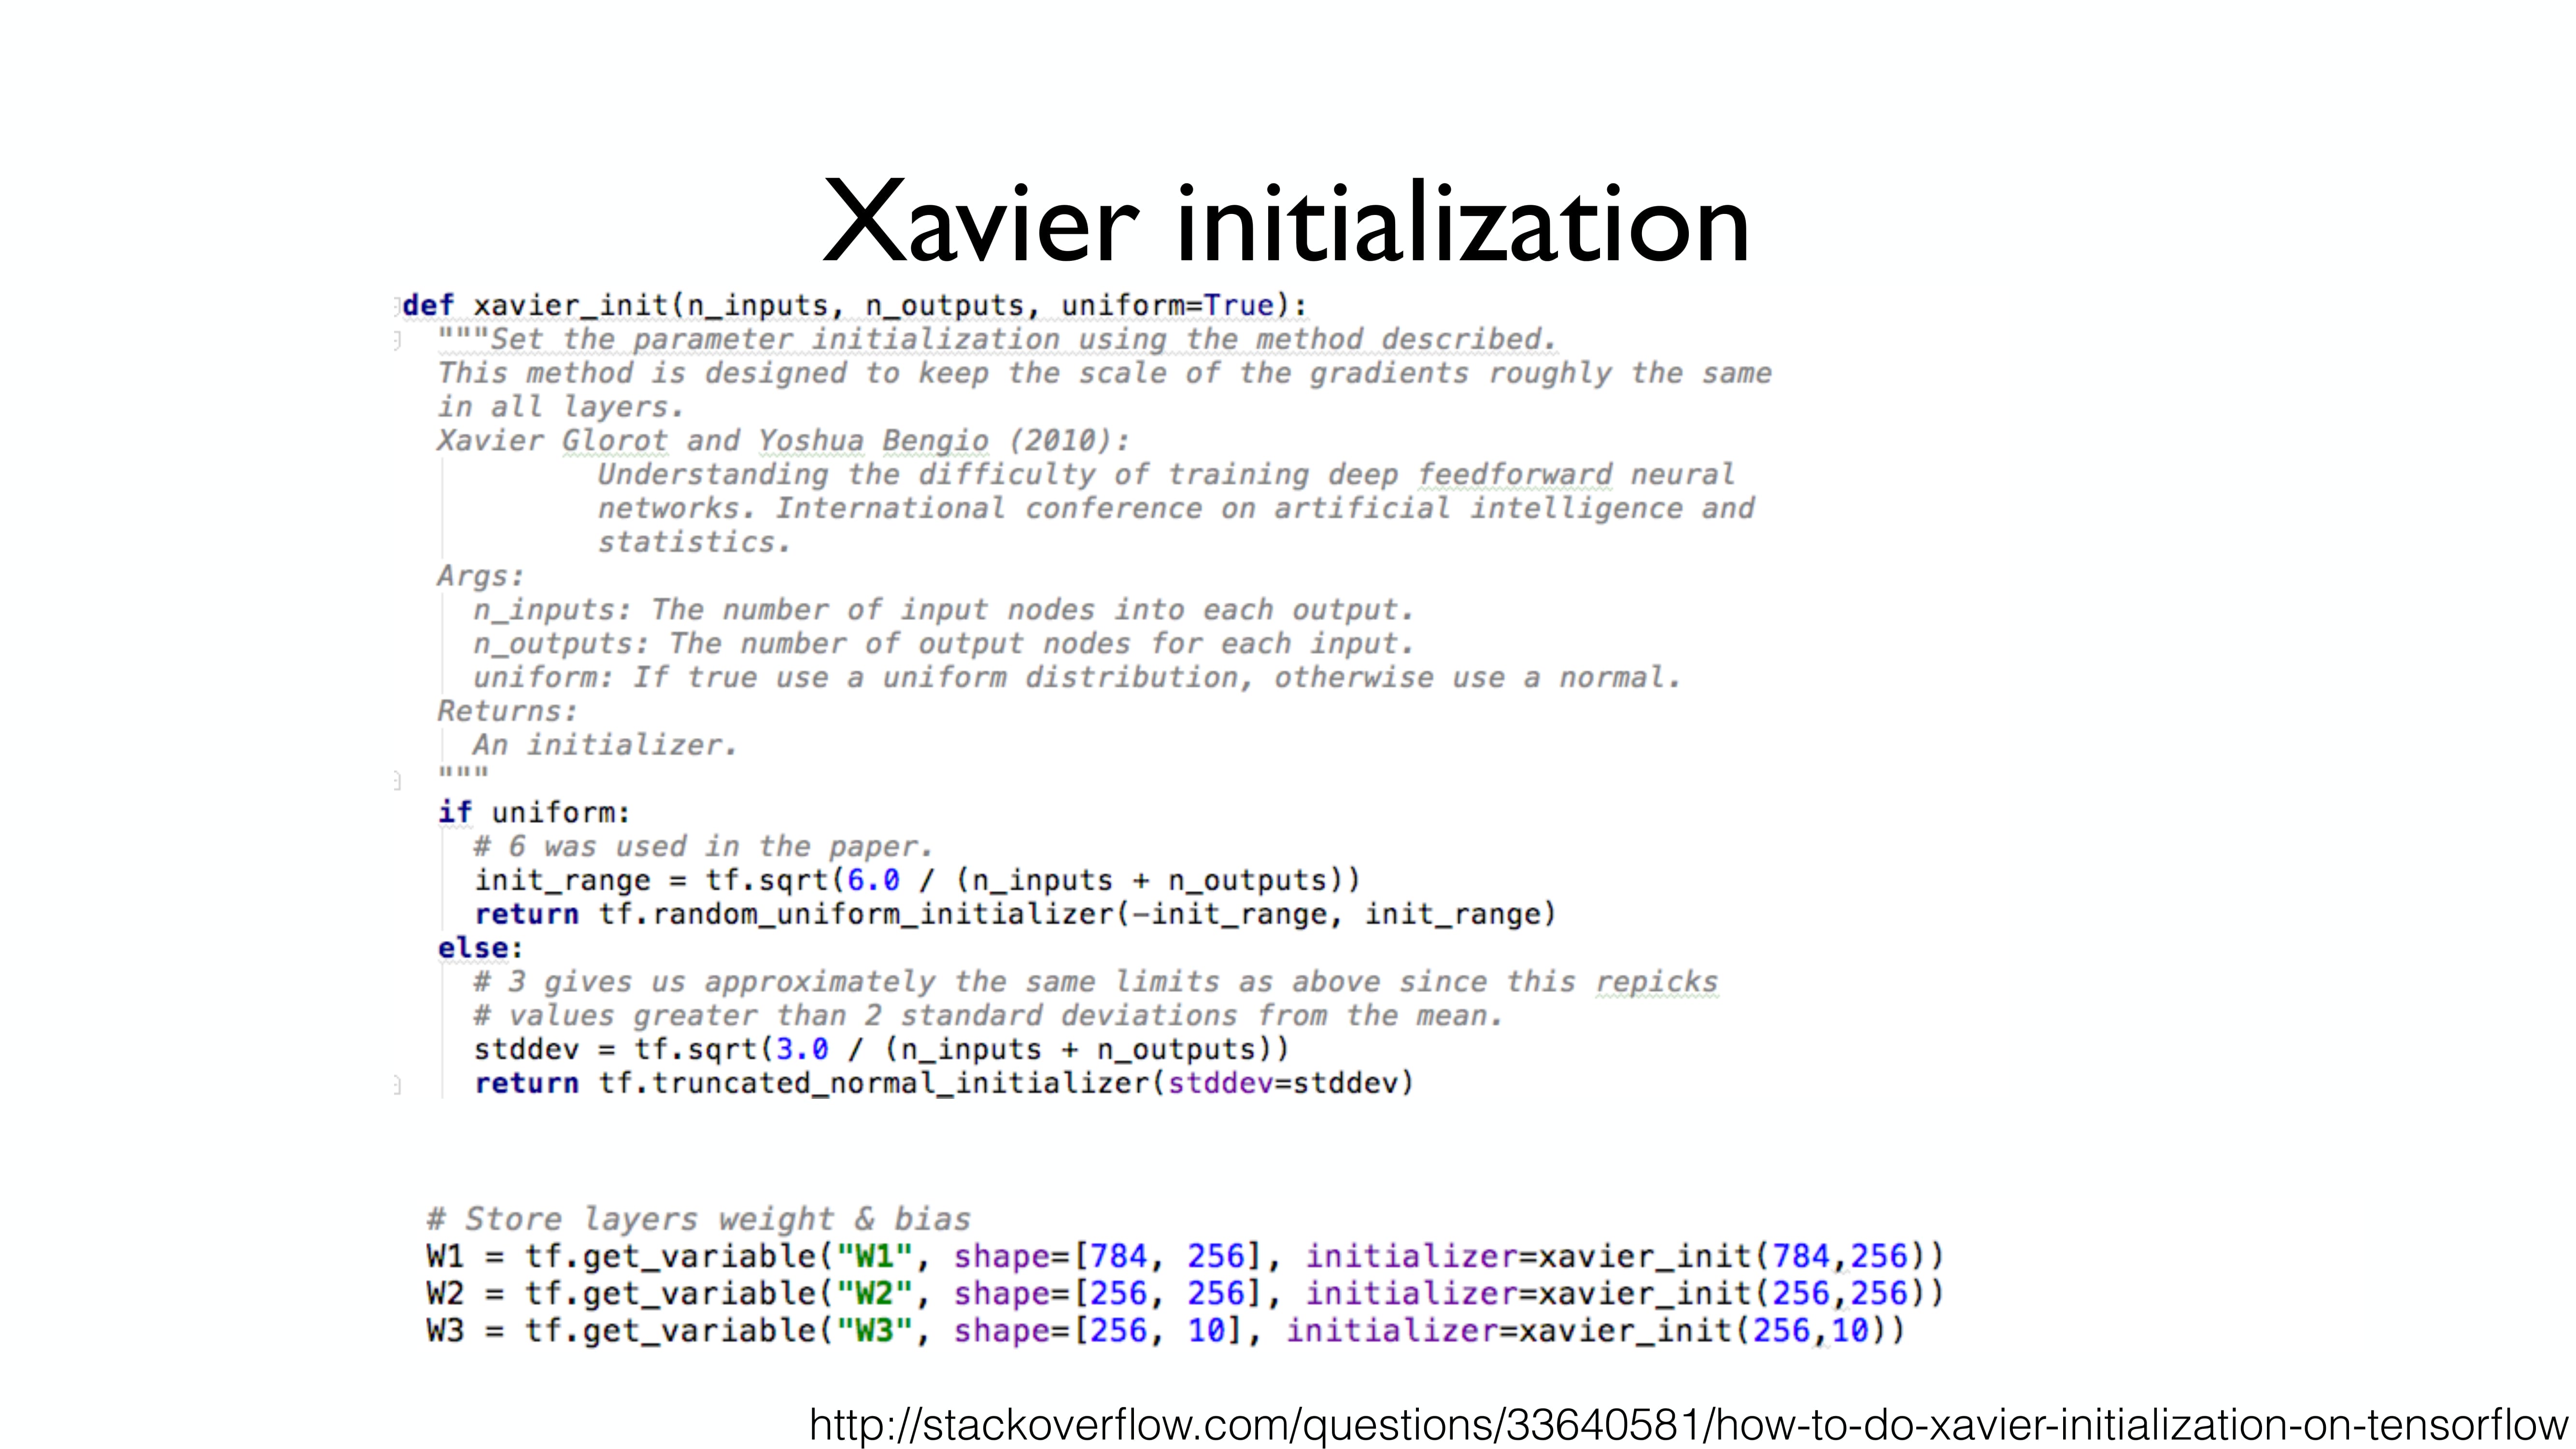 Xavier initialization
def xavier_init(n_inputs, n_outputs, uniform=True):
"""Set the parameter initialization using the method described.
This method is designed to keep the scale of the gradients roughly the same
in all layers.
Xavier Glorot and Yoshua Bengio (2010):
Understanding the difficulty of training deep feedforward neural
networks. International conference on artificial intelligence and
statistics.
Args:
n_inputs: The number of input nodes into each output.
n_outputs: The number of output nodes for each input.
uniform: If true use a uniform distribution, otherwise use a normal.
Returns:
An initializer.
"""
if uniform:
# 6 was used in the paper.
init_range = tf.sqrt(6.0 / (n_inputs + n_outputs))
return tf.random_uniform_initializer(-init_range, init_range)
else:
# 3 gives us approximately the same limits as above since this repicks
# values greater than 2 standard deviations from the mean.
stddev = tf.sqrt(3.0 / (n_inputs + n_outputs))
return tf.truncated_normal_initializer(stddev=stddev)
# Store layers weight & bias
W1 = tf.get_variable("W1", shape=[784, 256], initializer=xavier_init(784,256))
W2 = tf.get_variable("W2", shape=[256, 256], initializer=xavier_init(256,256))
W3 = tf.get_variable("W3", shape=[256, 10], initializer=xavier_init(256,10))
http://stackoverflow.com/questions/33640581/how-to-do-xavier-initialization-on-tensorflow